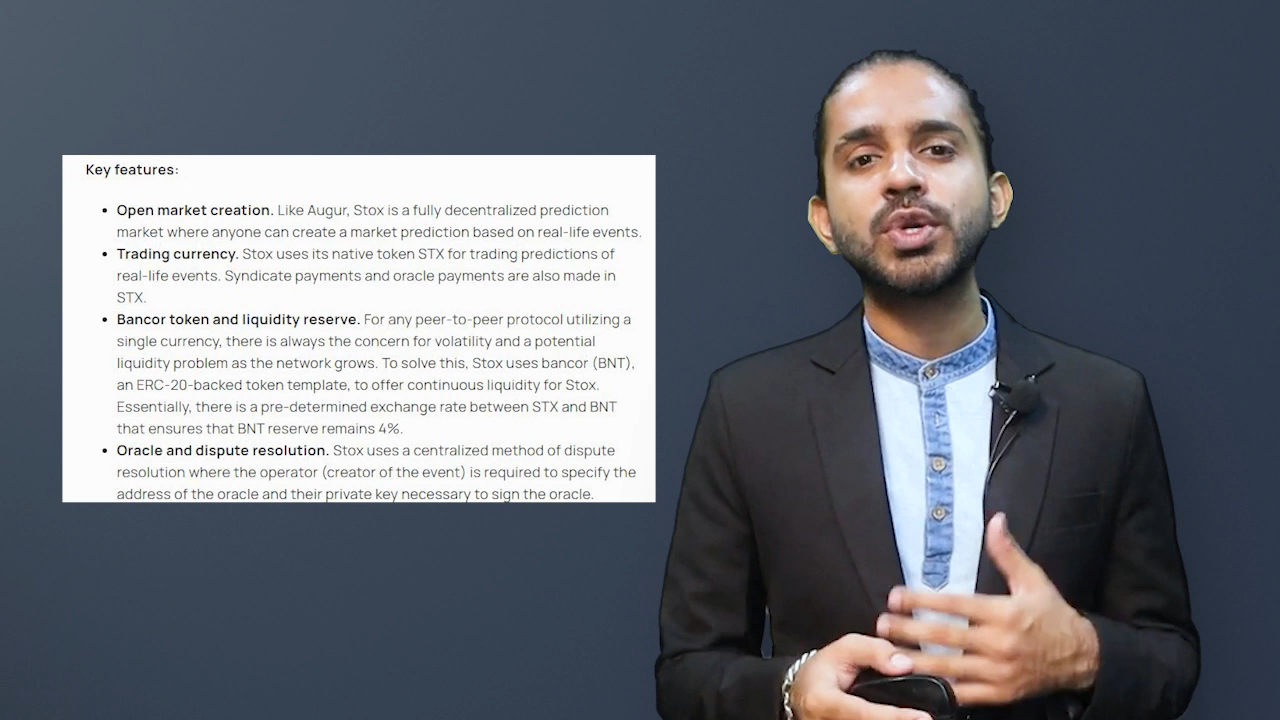 Key features:
• Open market creation. Like Augur, Stox is a fully decentralized prediction
market where anyone can create a market prediction based on real-life events.
• Trading currency. Stox uses its native token STX for trading predictions of
real-life events. Syndicate payments and oracle payments are also made in
STX.
• Bancor token and liquidity reserve. For any peer-to-peer protocol utilizing a
single currency, there is always the concern for volatility and a potential
liquidity problem as the network grows. To solve this, Stox uses bancor (BNT),
an ERC-20-backed token template, to offer continuous liquidity for Stox.
Essentially, there is a pre-determined exchange rate between STX and BNT
that ensures that BNT reserve remains 4%.
• Oracle and dispute resolution. Stox uses a centralized method of dispute
resolution where the operator (creator of the event) is required to specify the
address of the oracle and their private key necessary to sign the oracle.